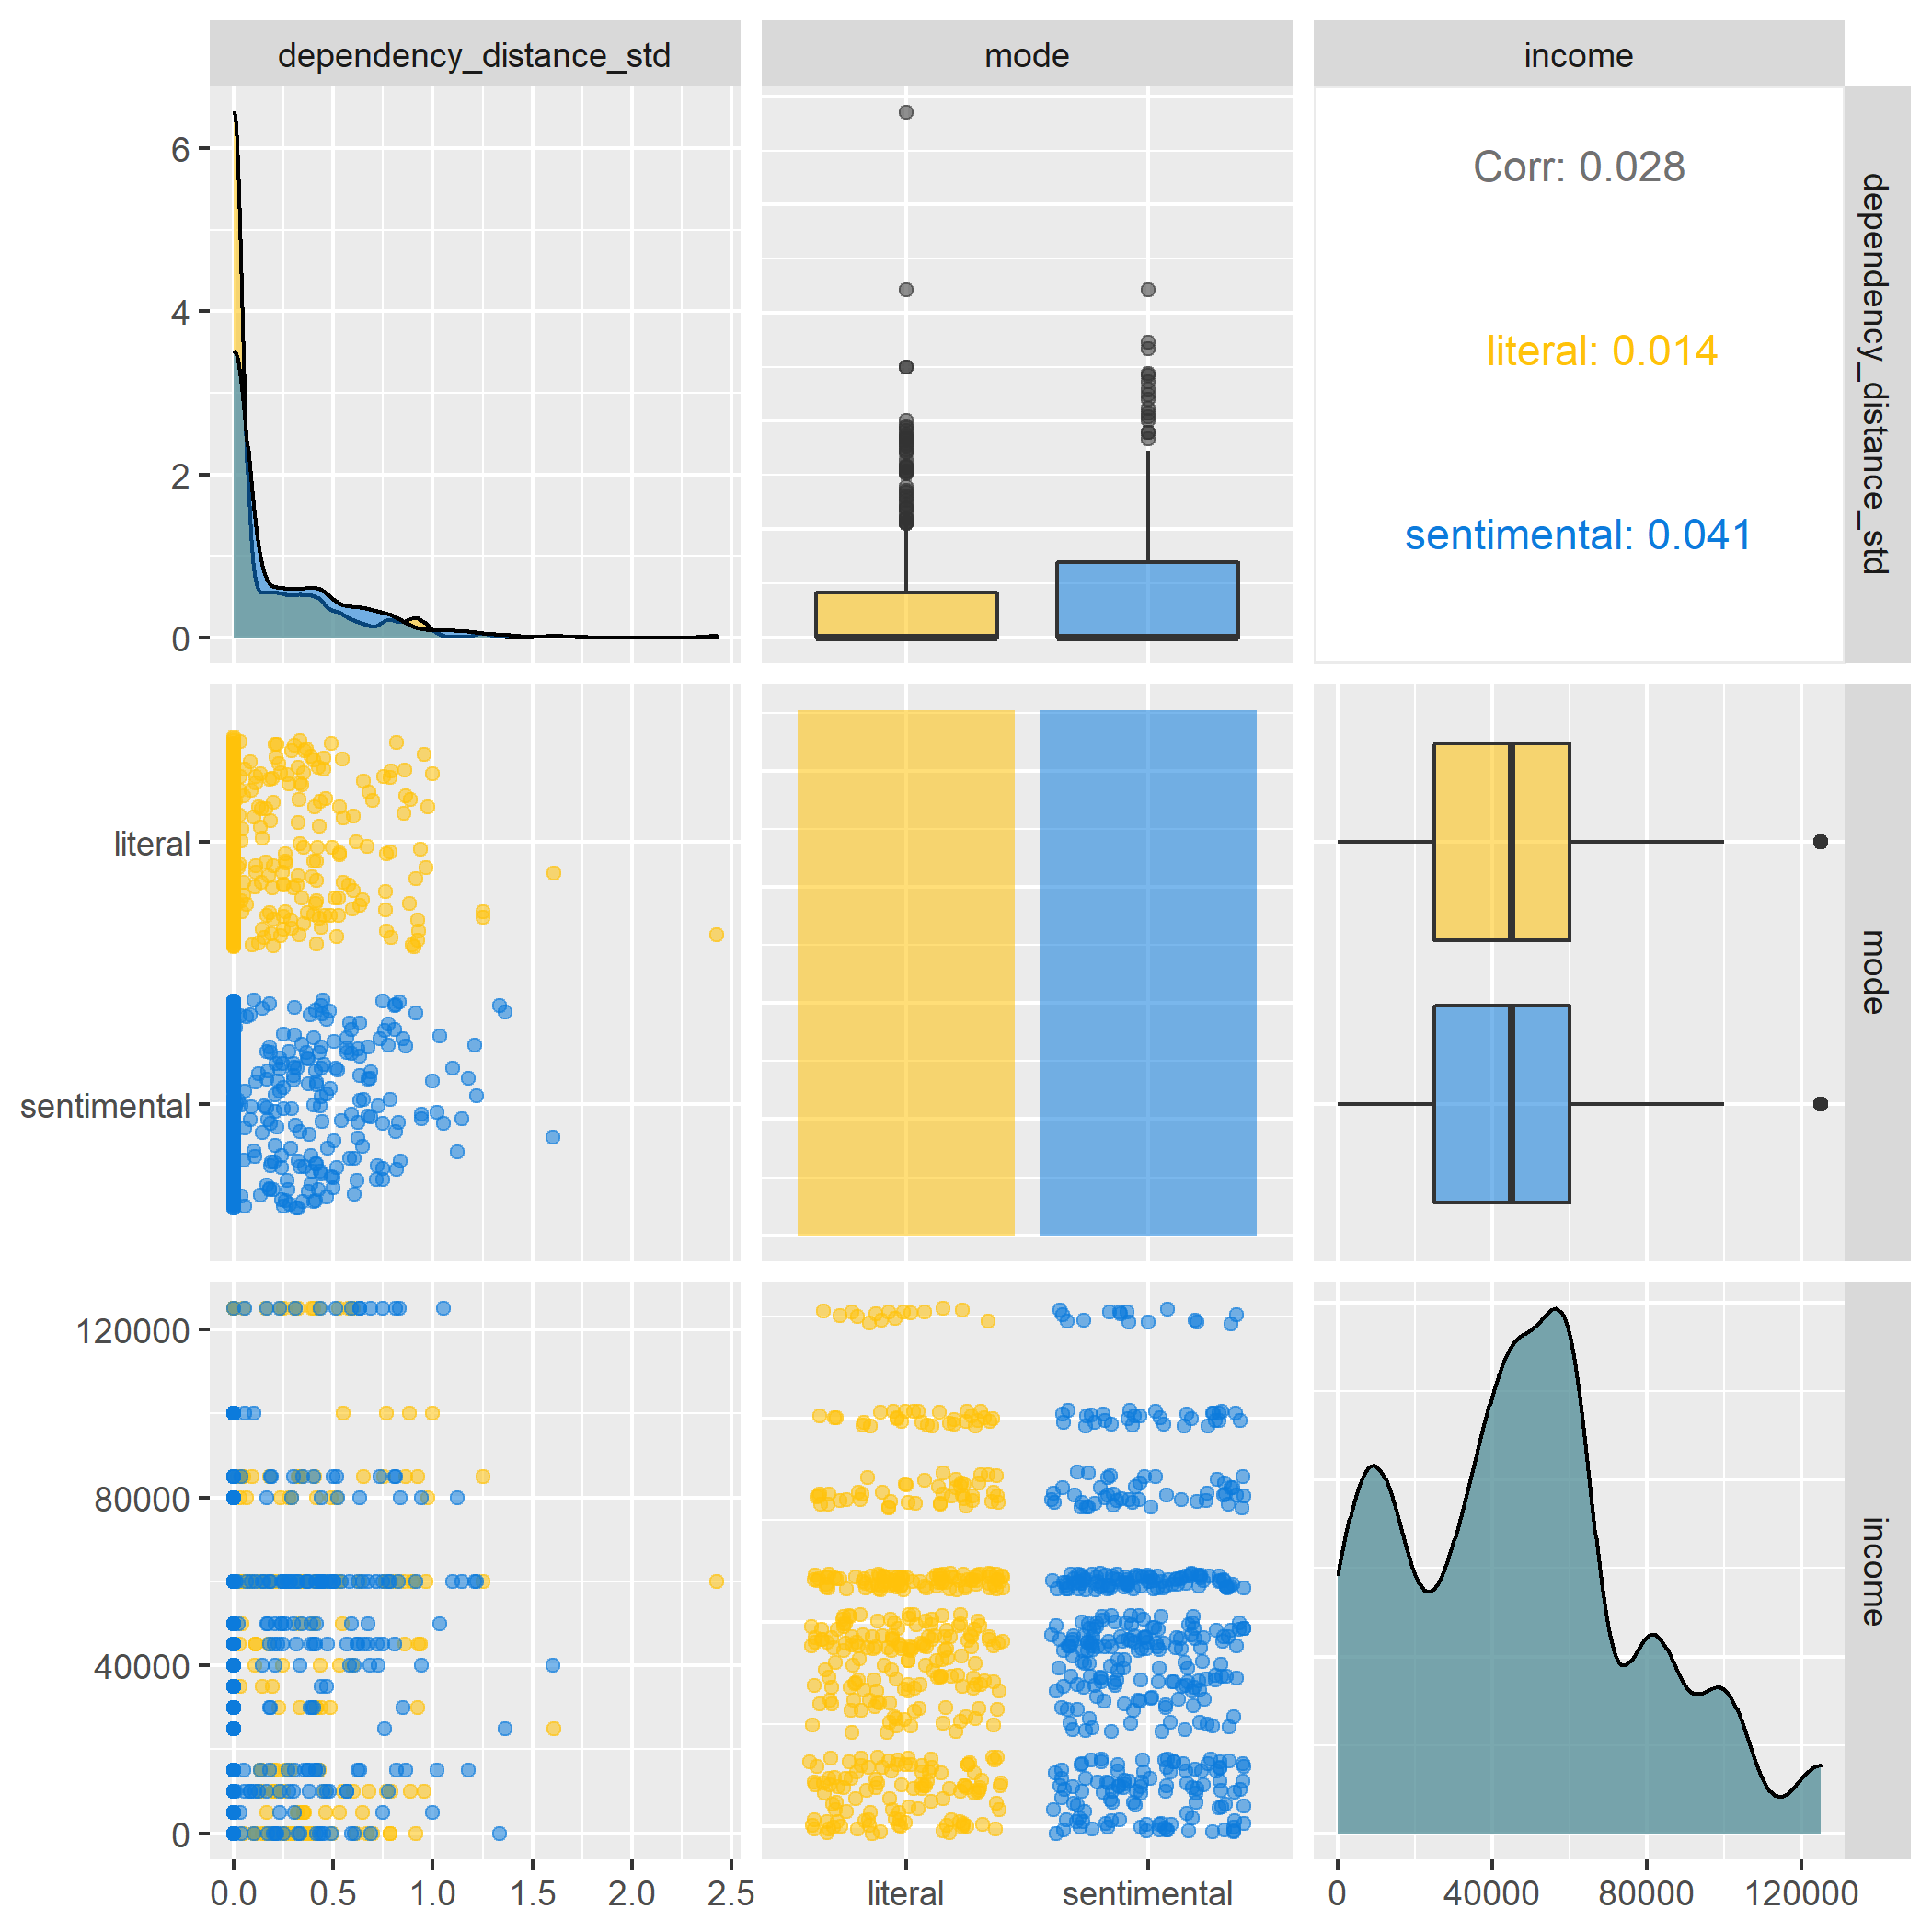 dependency_distance_std
mode
income
6
4
2
0
Corr: 0.028
literal: 0.014
sentimental: 0.041
dependency_distance_std
literal
sentimental
mode
120000
80000
40000
0
income
0.0 0.5 1.0 1.5 2.0 2.5
literal sentimental
0 40000 80000 120000